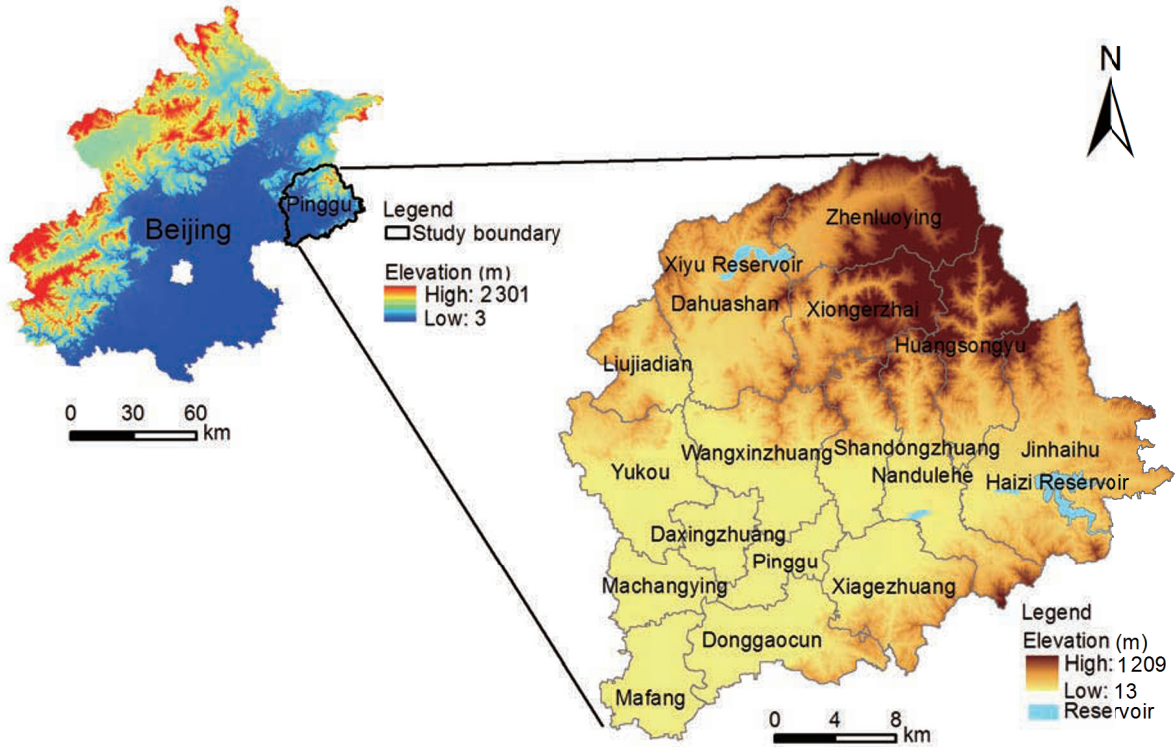 Beijing
Pinggu
Legend
Study boundary
Elevation (m)
High: 2301
Low: 3
0 30 60
km
N
Zhenluoying
Xiyu Reservoir
Dahuashan
Xiongerzhai
Huangsongyu
Liujiadian
Wangxinzhuang
Shandongzhuang
Jinhaihu
Yukou
Nandulehe
Haizi Reservoir
Daxingzhuang
Pinggu
Machangying
Xiagezhuang
Donggaocun
Mafang
Legend
Elevation (m)
High: 1209
Low: 13
Reservoir
0 4 8
km